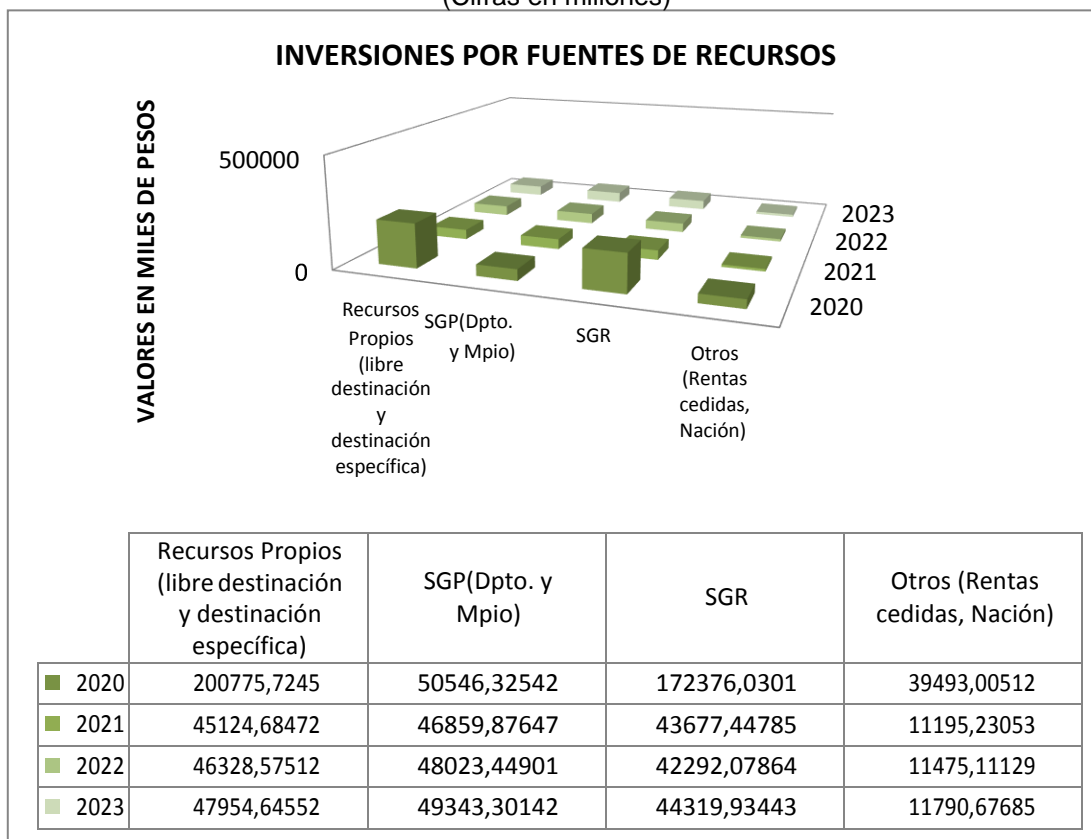 (Cifras en millones)
INVERSIONES POR FUENTES DE RECURSOS
VALORES EN MILES DE PESOS
500000
0
2023
2022
2021
2020
Recursos
Propios
(libre
destinación
y
destinación
específica)
SGP(Dpto.
y Mpio)
SGR
Otros
(Rentas
cedidas,
Nación)
Recursos Propios
(libre destinación
y destinación
específica)
SGP(Dpto. y
Mpio)
SGR
Otros (Rentas
cedidas, Nación)
2020 200775,7245 50546,32542 172376,0301 39493,00512
2021 45124,68472 46859,87647 43677,44785 11195,23053
2022 46328,57512 48023,44901 42292,07864 11475,11129
2023 47954,64552 49343,30142 44319,93443 11790,67685